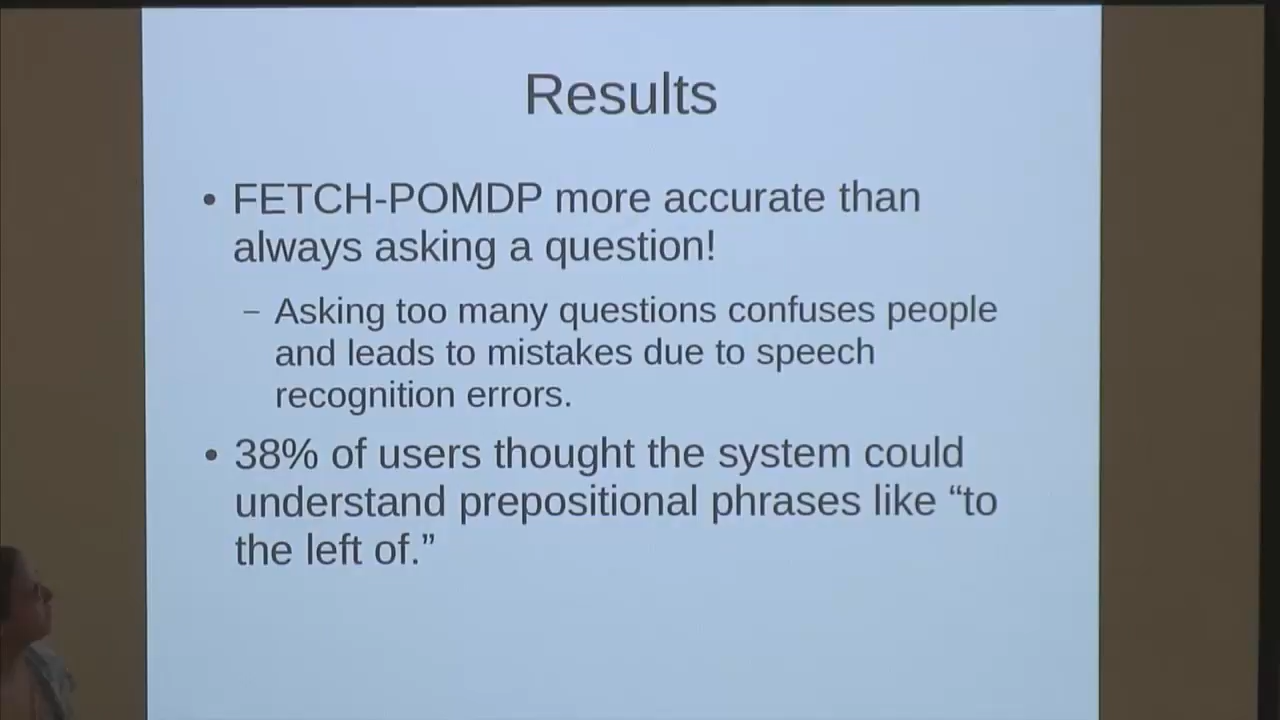 Results
• FETCH-POMDP more accurate than
always asking a question!
– Asking too many questions confuses people
and leads to mistakes due to speech
recognition errors.
• 38% of users thought the system could
understand prepositional phrases like “to
the left of.”